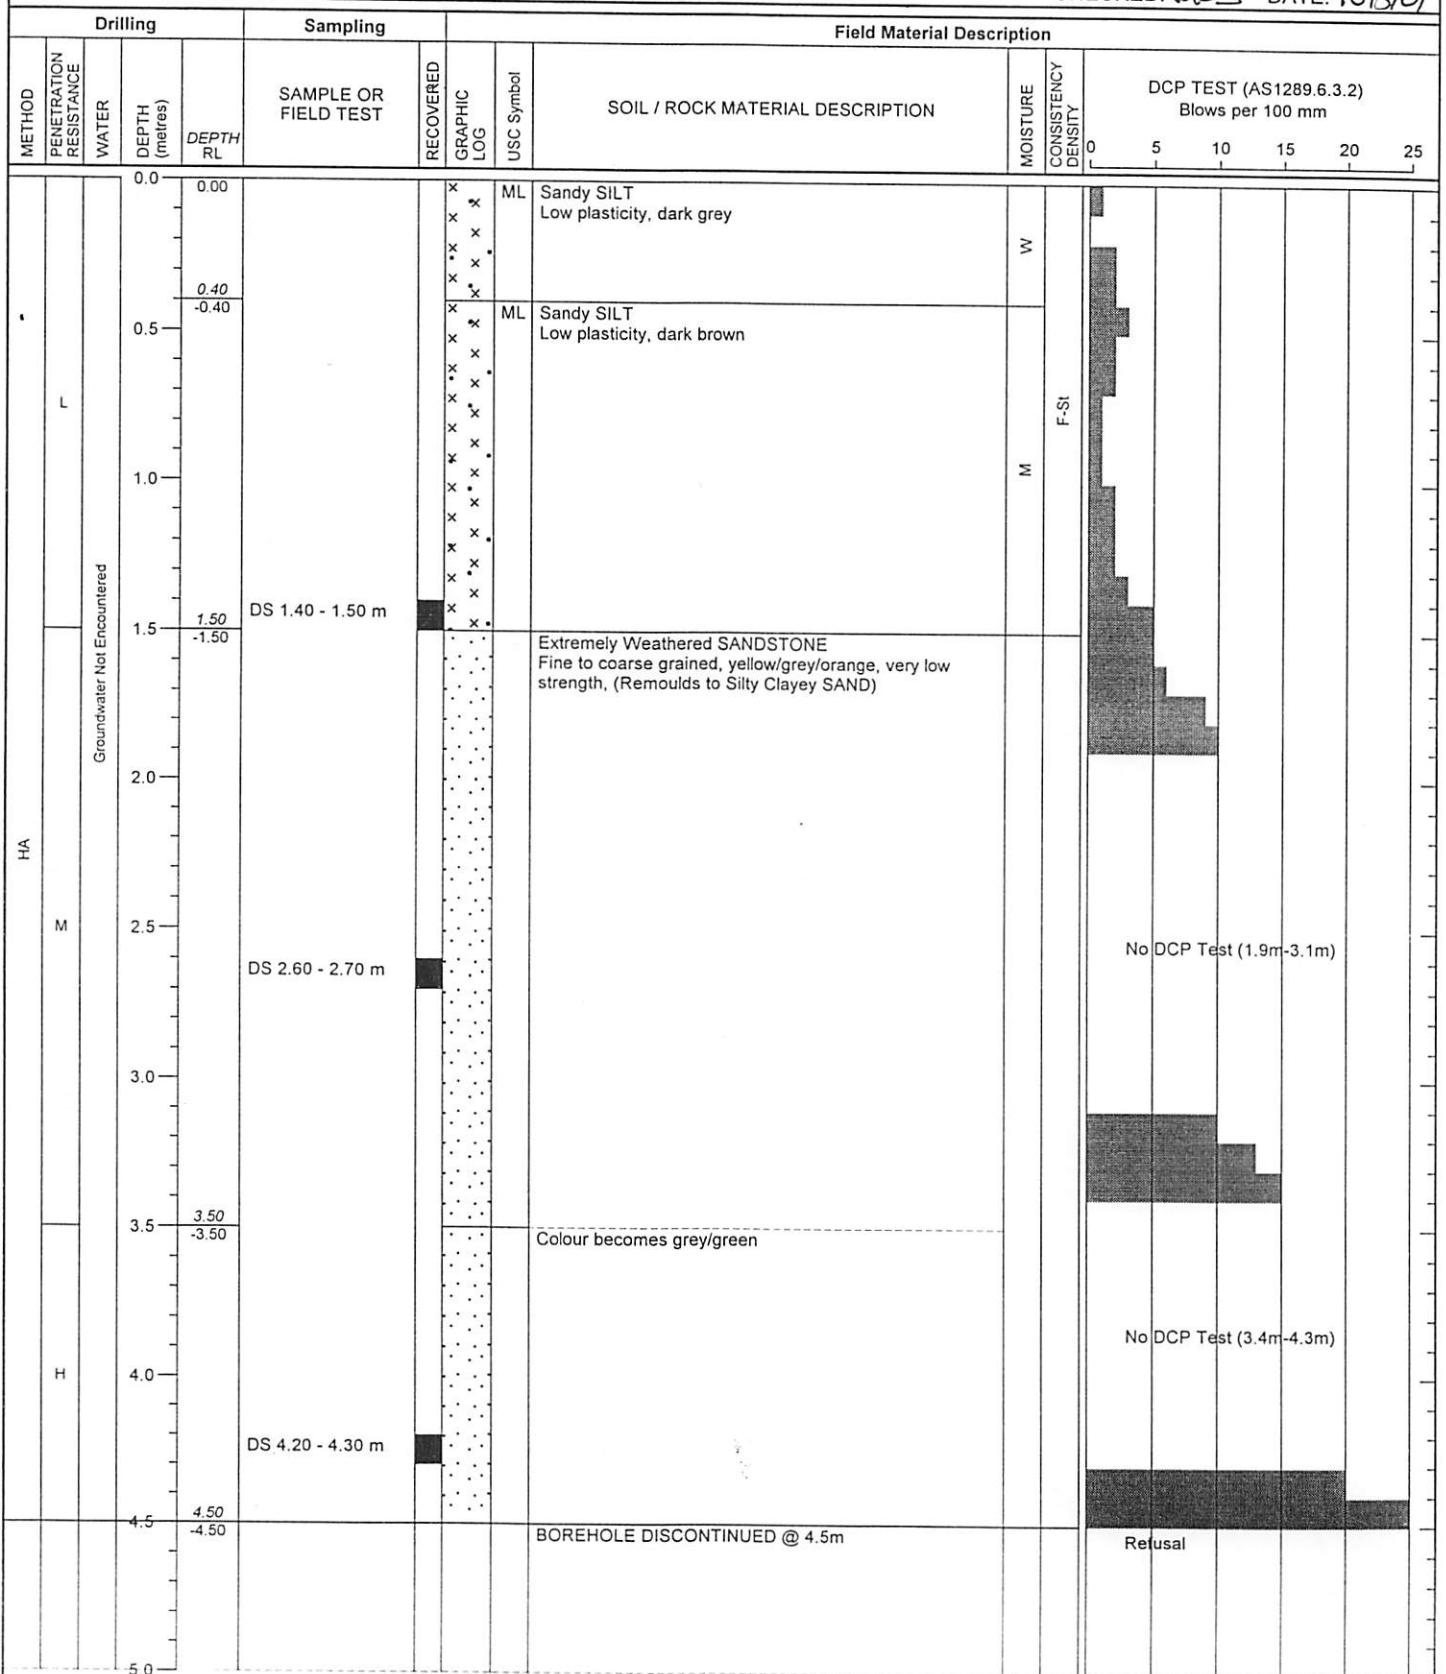 DATE:
Drilling
Sampling
Field Material Description
METHOD
PENETRATION RESISTANCE
WATER
DEPTH (metres)
DEPTH RL
SAMPLE OR FIELD TEST
RECOVERED
GRAPHIC LOG
USC Symbol
SOIL / ROCK MATERIAL DESCRIPTION
MOISTURE
CONSISTENCY DENSITY
DCP TEST (AS1289.6.3.2)
Blows per 100 mm
0 5 10 15 20 25
0.0
0.00
ML Sandy SILT
Low plasticity, dark grey
W
0.40
-0.40
ML Sandy SILT
Low plasticity, dark brown
0.5
L
F-St
M
1.0
Groundwater Not Encountered
DS 1.40 - 1.50 m
1.50
1.5
-1.50
Extremely Weathered SANDSTONE
Fine to coarse grained, yellow/grey/orange, very low
strength, (Remoulds to Silty Clayey SAND)
2.0
HA
M
2.5
No DCP Test (1.9m-3.1m)
DS 2.60 - 2.70 m
3.0
3.50
3.5
-3.50
Colour becomes grey/green
No DCP Test (3.4m-4.3m)
H
4.0
DS 4.20 - 4.30 m
4.50
4.5
-4.50
BOREHOLE DISCONTINUED @ 4.5m
Refusal
5.0